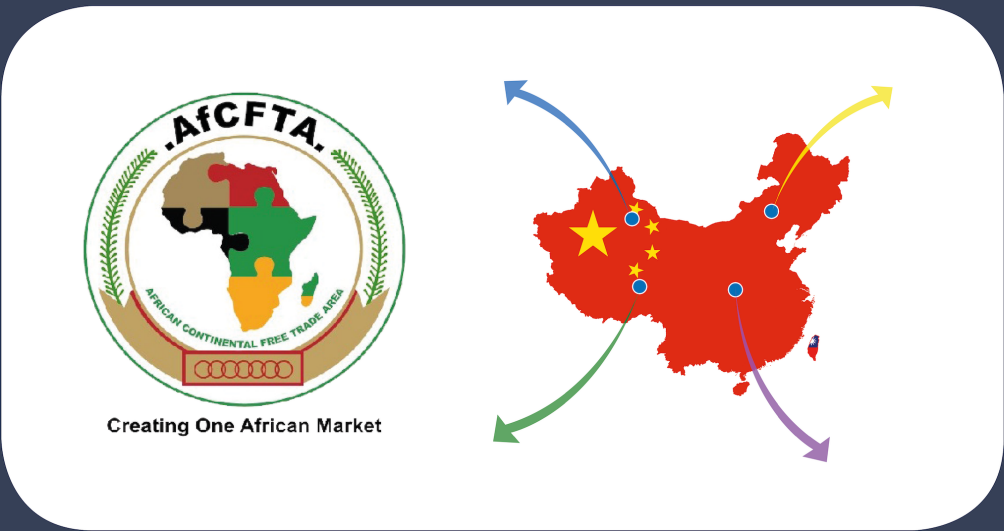 .AfCFTA.
AFRICAN CONTINENTAL FREE TRADE AREA
Creating One African Market